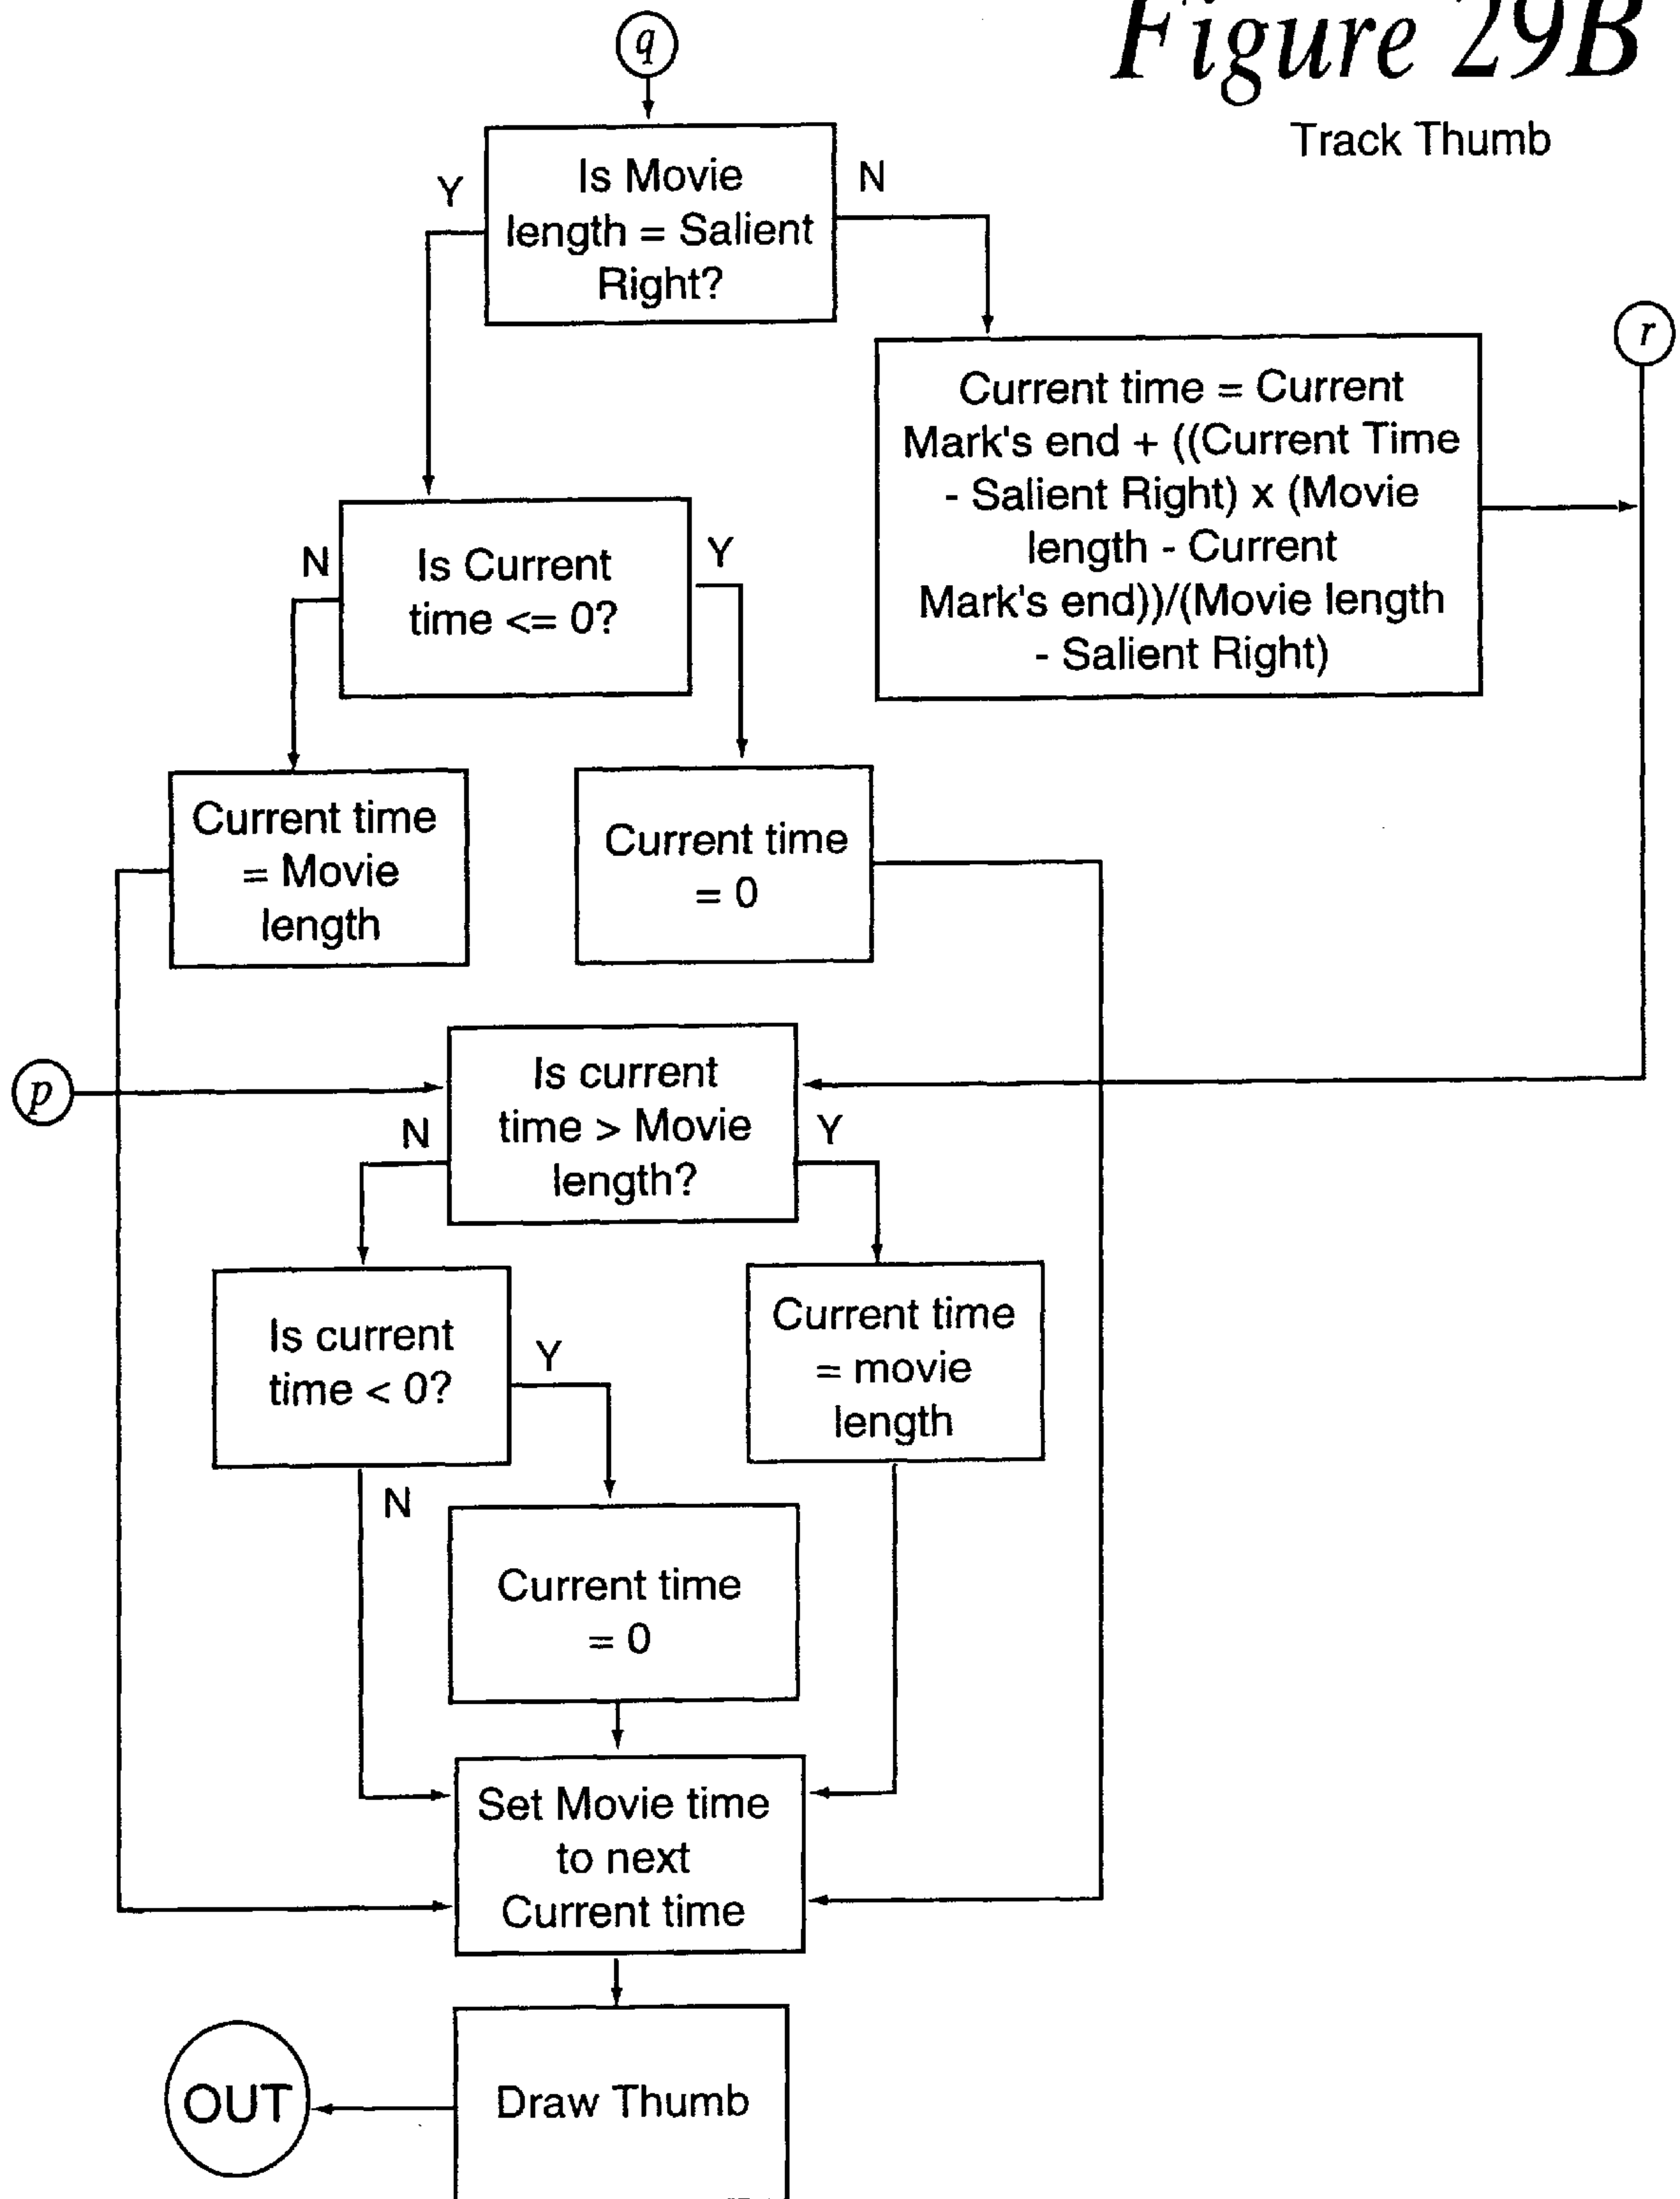 Figure 29B
Track Thumb
q
Is Movie
length = Salient
Right?
Y
N
r
Current time = Current
Mark's end + ((Current Time
- Salient Right) x (Movie
length - Current
Mark's end))/(Movie length
- Salient Right)
Is Current
time <= 0?
N
Y
Current time
= Movie
length
Current time
= 0
p
Is current
time > Movie
length?
N
Y
Is current
time < 0?
Y
N
Current time
= movie
length
Current time
= 0
Set Movie time
to next
Current time
Draw Thumb
OUT